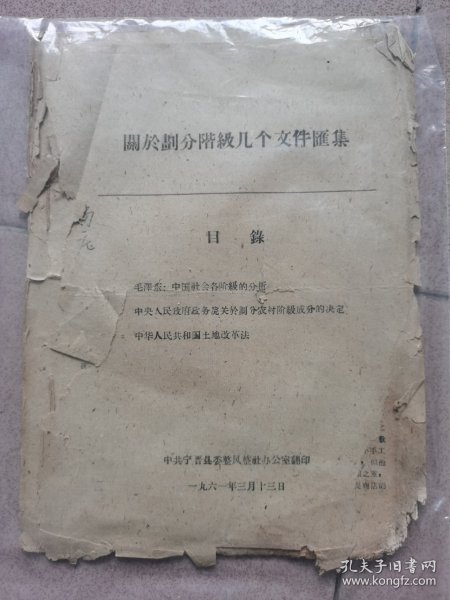 關於劃分階級几个文件匯集
目錄
毛澤东：中国社会各阶級的分析
中央人民政府政务院关於劃分农村阶級成分的决定
中华人民共和国土地改革法
中共宁晋县委整风整社办公室翻印
一九六一年三月十三日
孔夫子旧书网
www.kongfz.com